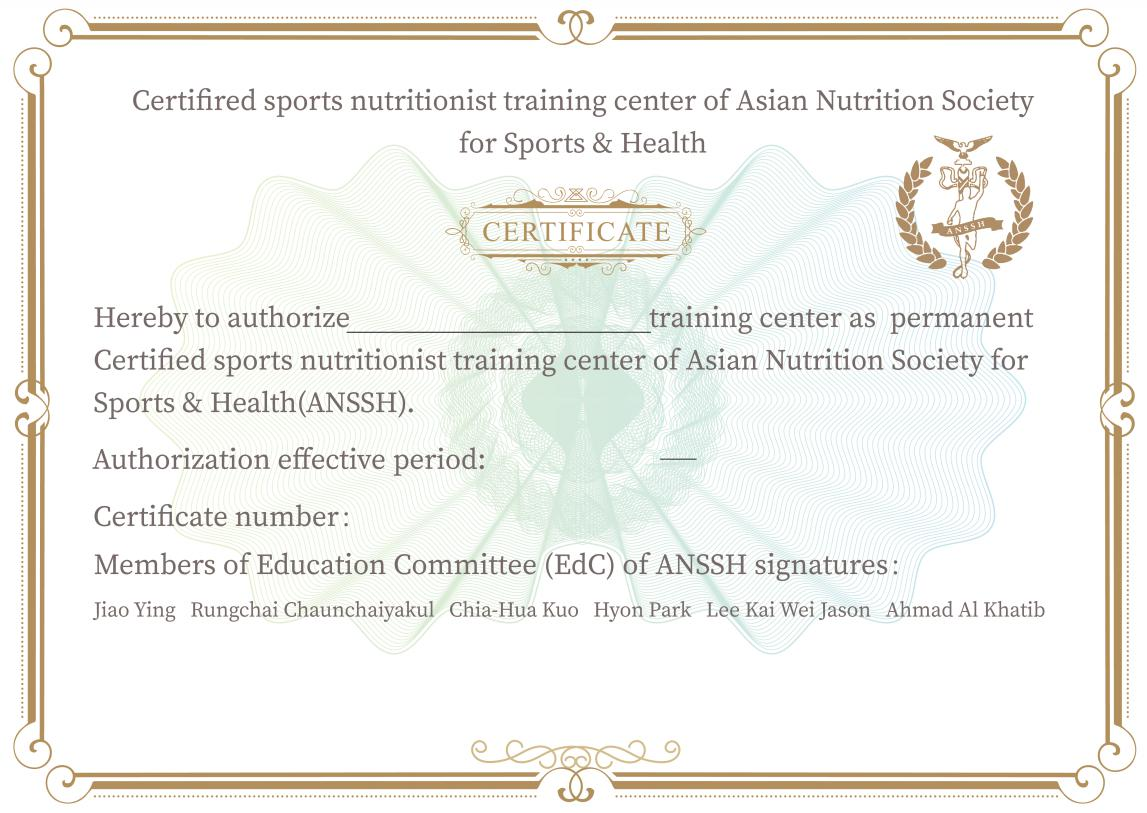 Certifired sports nutritionist training center of Asian Nutrition Society
for Sports & Health
CERTIFICATE
ANSSH
Hereby to authorize____________________training center as permanent
Certified sports nutritionist training center of Asian Nutrition Society for
Sports & Health(ANSSH).
Authorization effective period: —
Certificate number:
Members of Education Committee (EdC) of ANSSH signatures:
Jiao Ying Rungchai Chaunchaiyakul Chia-Hua Kuo Hyon Park Lee Kai Wei Jason Ahmad Al Khatib